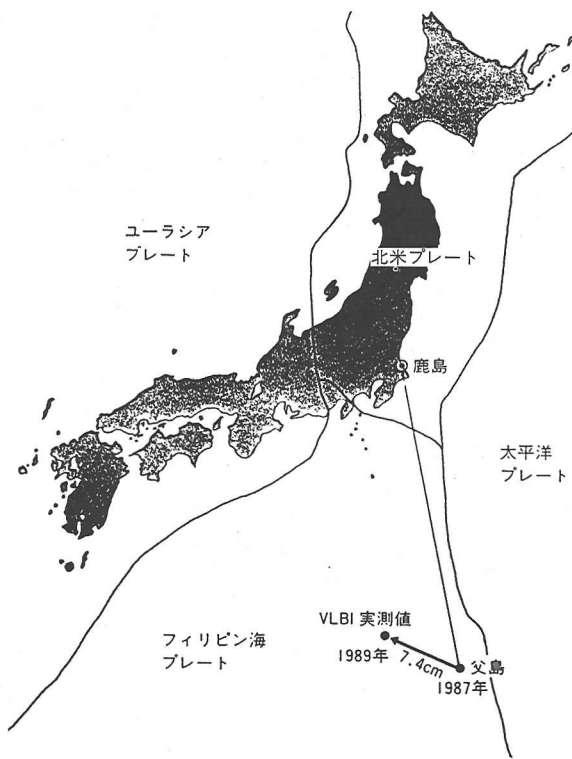 ユーラシア
プレート
北米プレート
鹿島
太平洋
プレート
フィリピン海
プレート
VLBI 実測値
1989年
7.4cm
父島
1987年